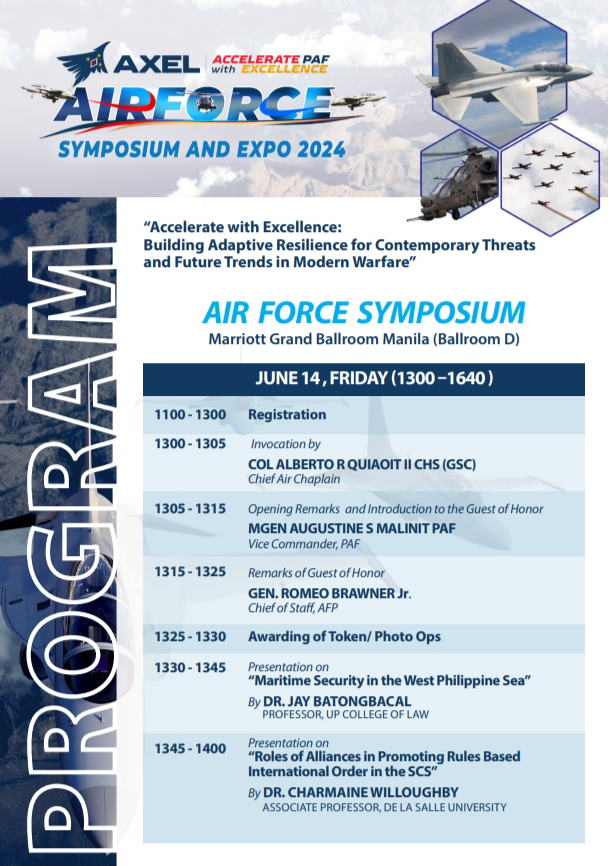 AXEL ACCELERATE PAF
with EXCELLENCE
AIRFORCE
SYMPOSIUM AND EXPO 2024
PROGRAM
“Accelerate with Excellence:
Building Adaptive Resilience for Contemporary Threats
and Future Trends in Modern Warfare”
AIR FORCE SYMPOSIUM
Marriott Grand Ballroom Manila (Ballroom D)
JUNE 14 , FRIDAY (1300 –1640 )
1100 - 1300 Registration
1300 - 1305 Invocation by
COL ALBERTO R QUIAOIT II CHS (GSC)
Chief Air Chaplain
1305 - 1315 Opening Remarks and Introduction to the Guest of Honor
MGEN AUGUSTINE S MALINIT PAF
Vice Commander, PAF
1315 - 1325 Remarks of Guest of Honor
GEN. ROMEO BRAWNER Jr.
Chief of Staff, AFP
1325 - 1330 Awarding of Token/ Photo Ops
1330 - 1345 Presentation on
“Maritime Security in the West Philippine Sea”
By DR. JAY BATONGBACAL
PROFESSOR, UP COLLEGE OF LAW
1345 - 1400 Presentation on
“Roles of Alliances in Promoting Rules Based
International Order in the SCS”
By DR. CHARMAINE WILLOUGHBY
ASSOCIATE PROFESSOR, DE LA SALLE UNIVERSITY